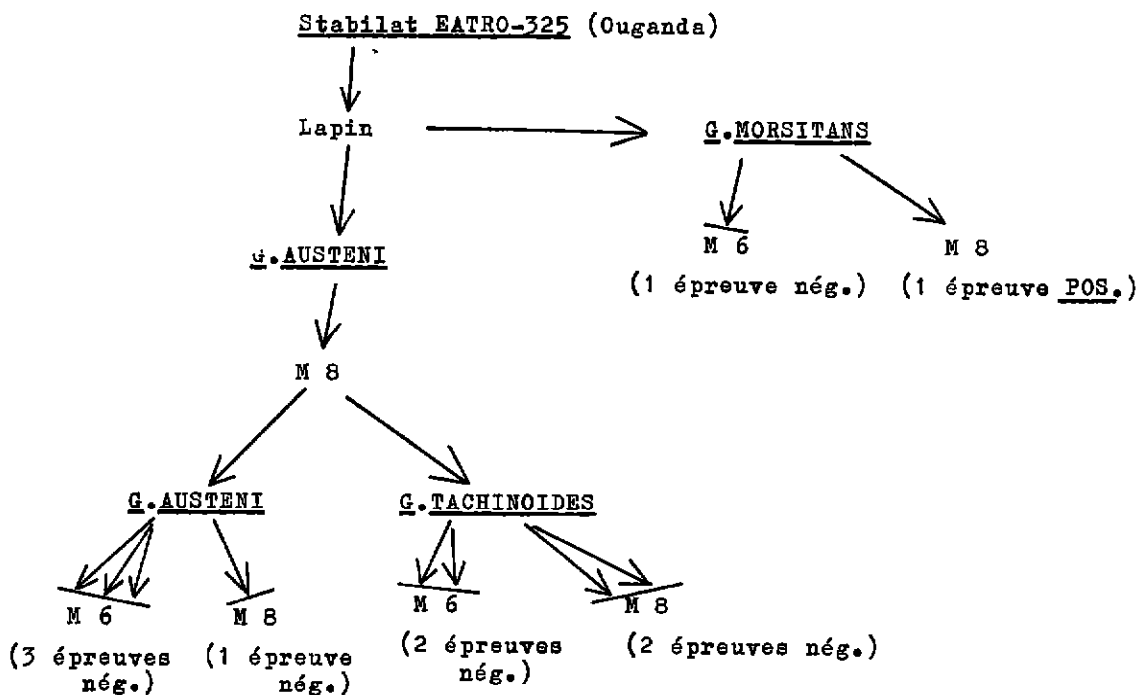 Stabilat EATRO-325 (Ouganda)
Lapin
G.MORSITANS
M 6
M 8
(1 épreuve nég.)
(1 épreuve POS.)
G.AUSTENI
M 8
G.AUSTENI
G.TACHINOIDES
M 6
M 8
M 6
M 8
(3 épreuves
nég.)
(1 épreuve
nég.)
(2 épreuves
nég.)
(2 épreuves nég.)